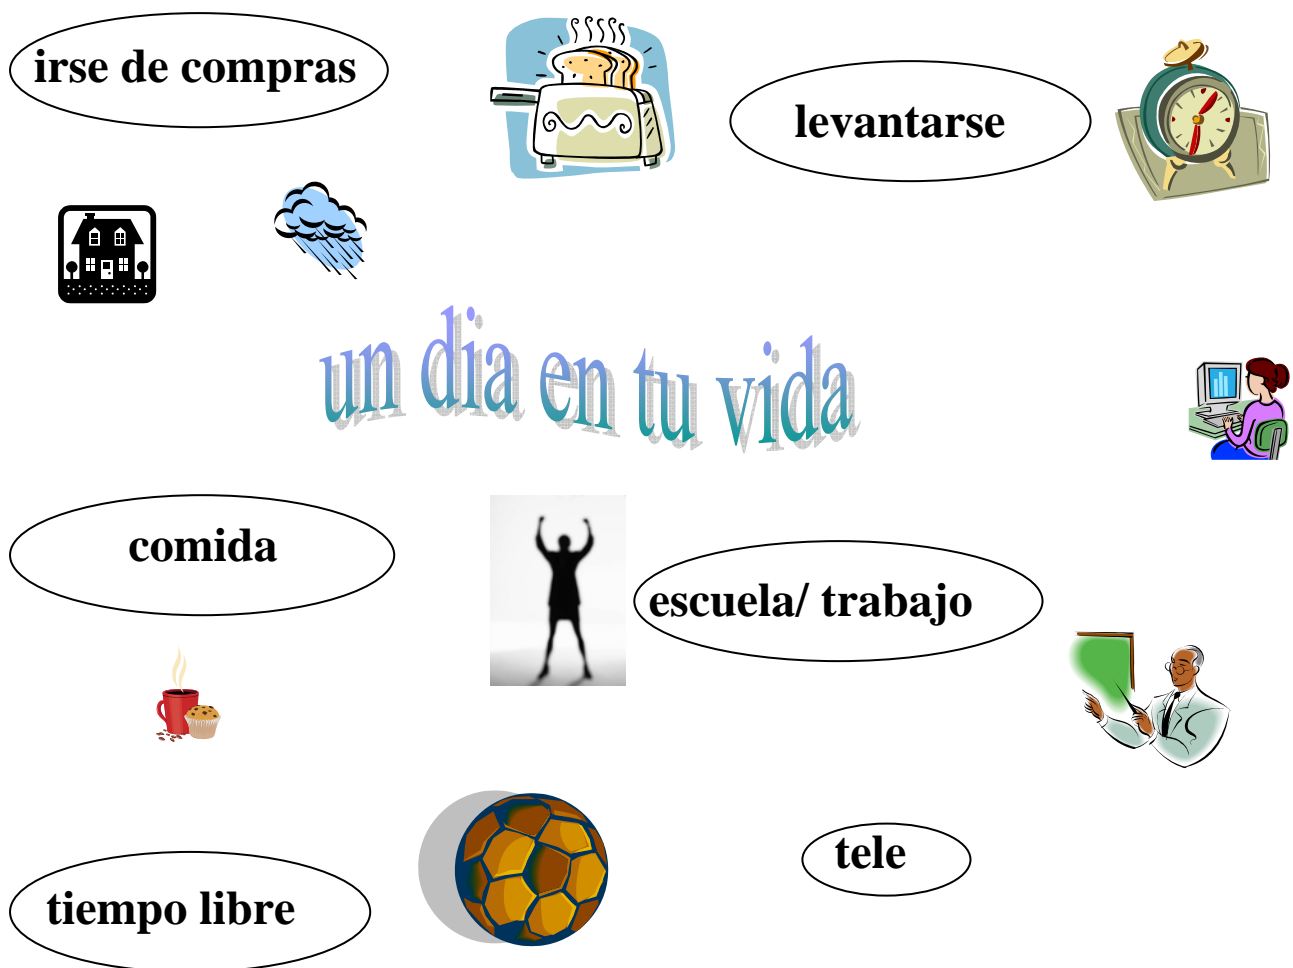 irse de compras
levantarse
un dia en tu vida
comida
escuela/ trabajo
tele
tiempo libre